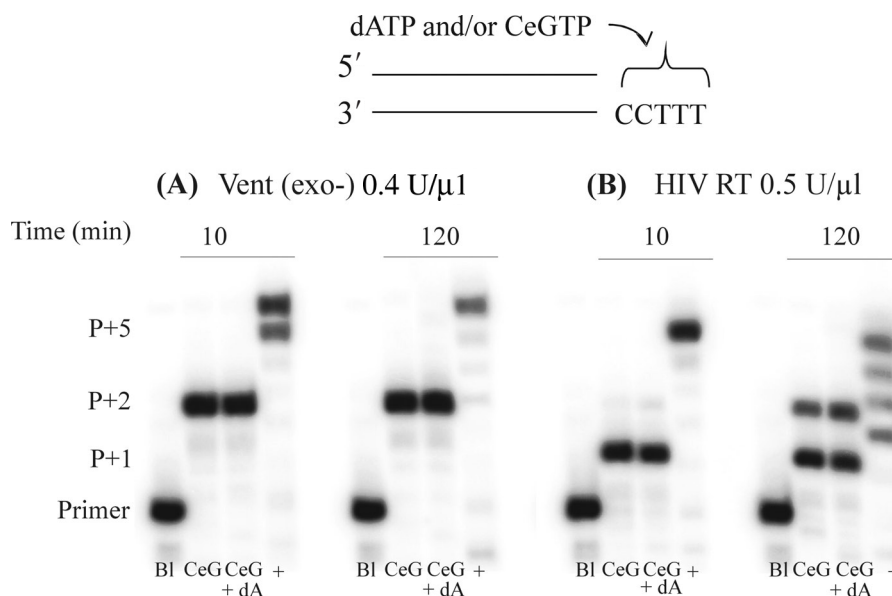 dATP and/or CeGTP
5′
3′ CCTTT
(A) Vent (exo-) 0.4 U/μ1
(B) HIV RT 0.5 U/μl
Time (min) 10 120 10 120
P+5
P+2
P+1
Primer
Bl CeG CeG + Bl CeG CeG + Bl CeG CeG + Bl CeG CeG
+ dA + dA + dA + dA